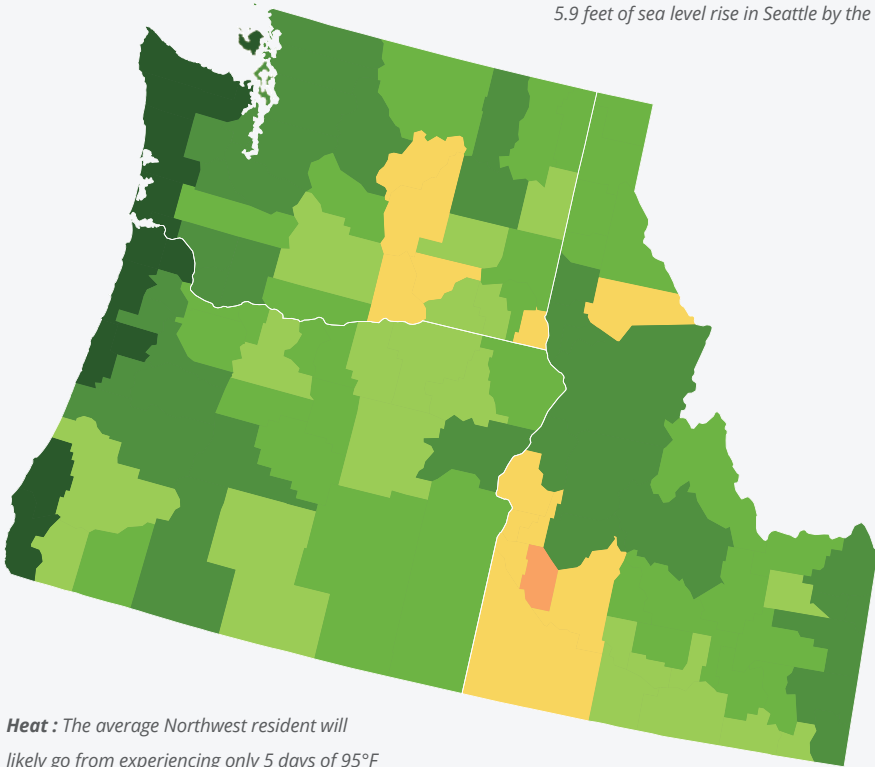 5.9 feet of sea level rise in Seattle by the
Heat : The average Northwest resident will
likely go from experiencing only 5 days of 95°F